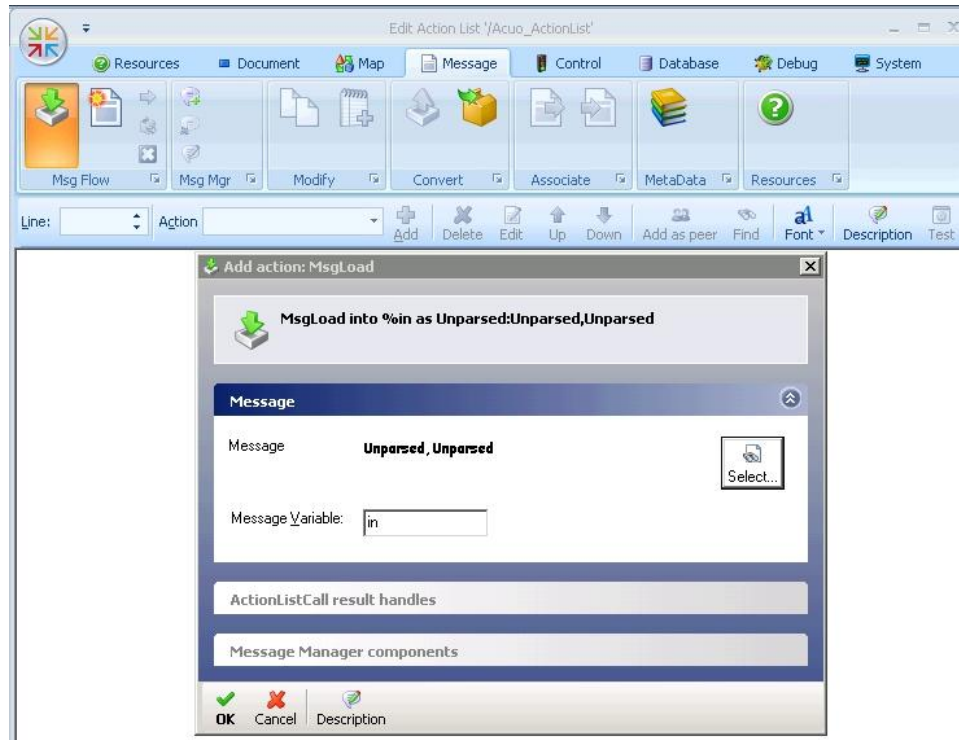 Edit Action List '/Acuo_ActionList'
Resources Document Map Message Control Database Debug System
Msg Flow Msg Mgr Modify Convert Associate MetaData Resources
Line: Action Add Delete Edit Up Down Add as peer Find Font Description Test
Add action: MsgLoad
MsgLoad into %in as Unparsed:Unparsed,Unparsed
Message
Message Unparsed, Unparsed
Select...
Message Variable: in
ActionListCall result handles
Message Manager components
OK Cancel Description